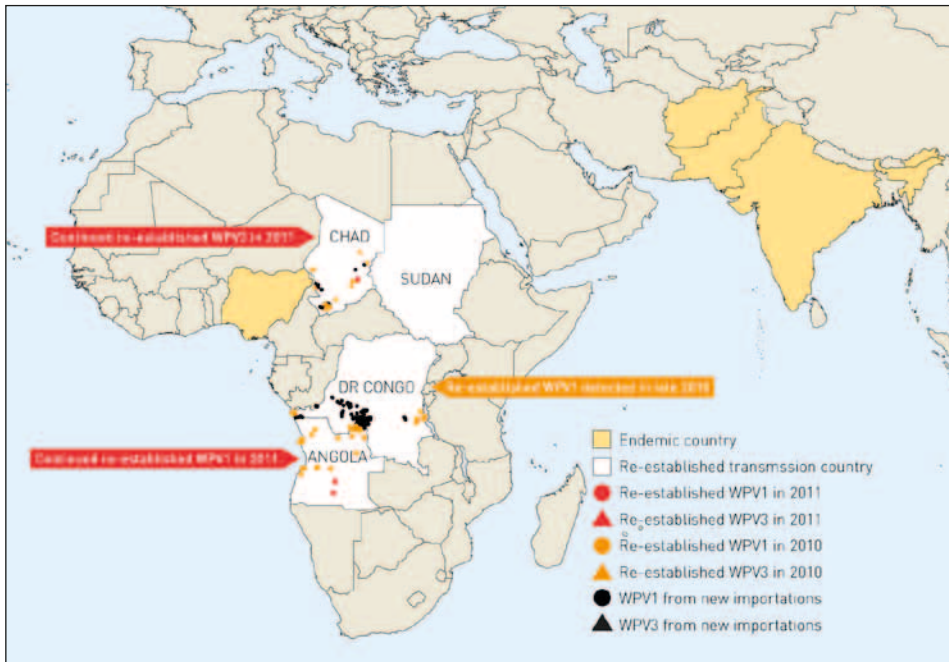 Continued re-established WPV3 in 2011
CHAD
SUDAN
DR CONGO
Re-established WPV1 detected in late 2010
Continued re-established WPV1 in 2011
ANGOLA
Endemic country
Re-established transmssion country
Re-established WPV1 in 2011
Re-established WPV3 in 2011
Re-established WPV1 in 2010
Re-established WPV3 in 2010
WPV1 from new importations
WPV3 from new importations